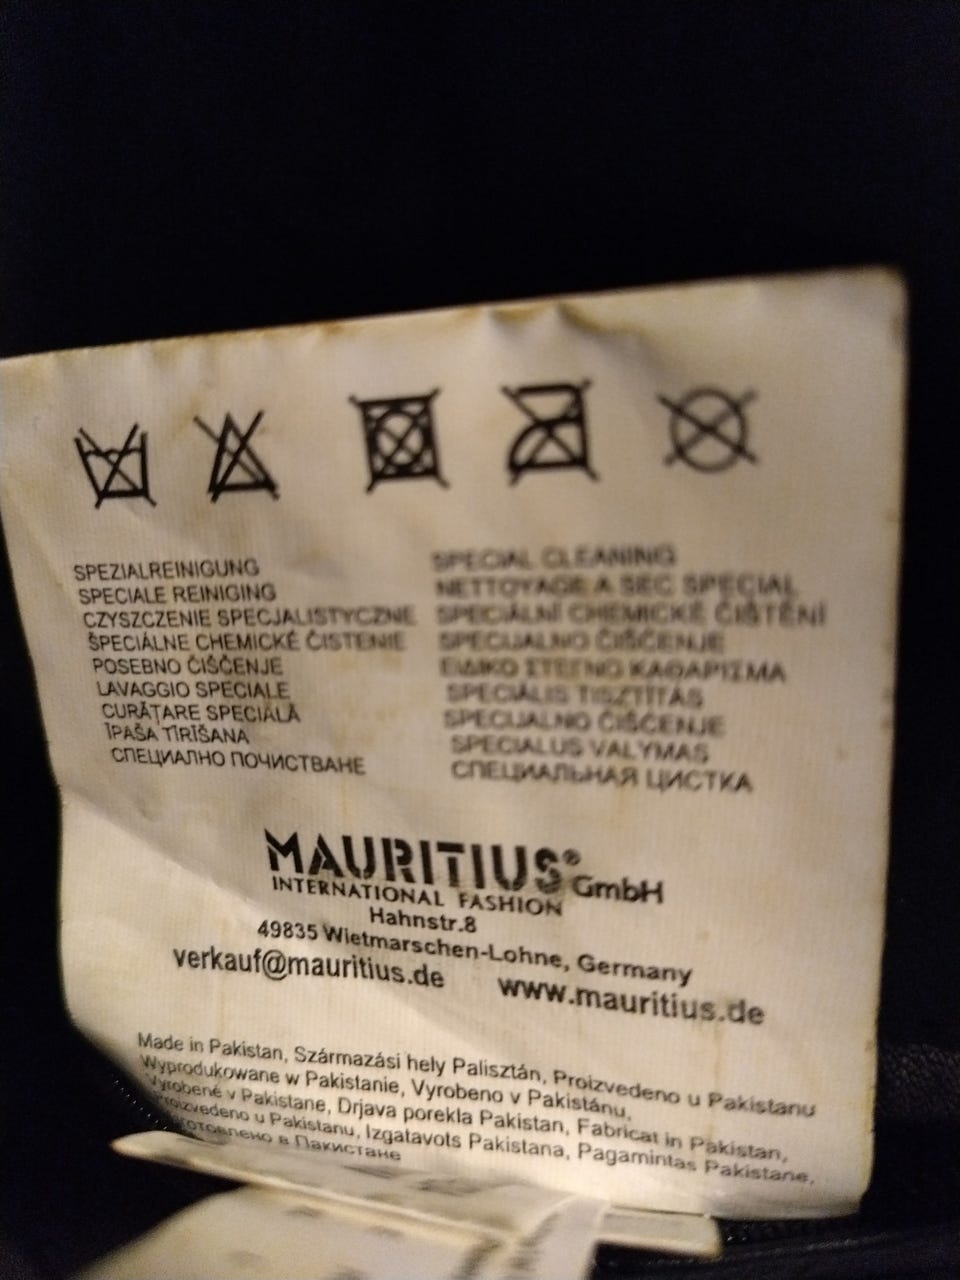 SPEZIALREINIGUNG
SPECIALE REINIGING
CZYSZCZENIE SPECJALISTYCZNE
ŠPECIÁLNE CHEMICKÉ ČISTENIE
POSEBNO ČIŠČENJE
LAVAGGIO SPECIALE
CURĂȚARE SPECIALĂ
ĪPAŠA TĪRĪŠANA
СПЕЦИАЛНО ПОЧИСТВАНЕ
SPECIAL CLEANING
NETTOYAGE A SEC SPECIAL
SPECIÁLNÍ CHEMICKÉ ČIŠTĚNÍ
SPECIJALNO ČIŠĆENJE
ΕΙΔΙΚΟ ΣΤΕΓΝΟ ΚΑΘΑΡΙΣΜΑ
SPECIÁLIS TISZTÍTÁS
SPECIJALNO ČIŠĆENJE
SPECIALUS VALYMAS
СПЕЦИАЛЬНАЯ ЦИСТКА
MAURITIUS® GmbH
INTERNATIONAL FASHION
Hahnstr.8
49835 Wietmarschen-Lohne, Germany
verkauf@mauritius.de www.mauritius.de
Made in Pakistan, Származási hely Palisztán, Proizvedeno u Pakistanu
Wyprodukowane w Pakistanie, Vyrobeno v Pakistánu,
Vyrobené v Pakistane, Drjava porekla Pakistan, Fabricat in Pakistan,
Proizvedeno u Pakistanu, Izgatavots Pakistana, Pagamintas Pakistane,
в Пакистане